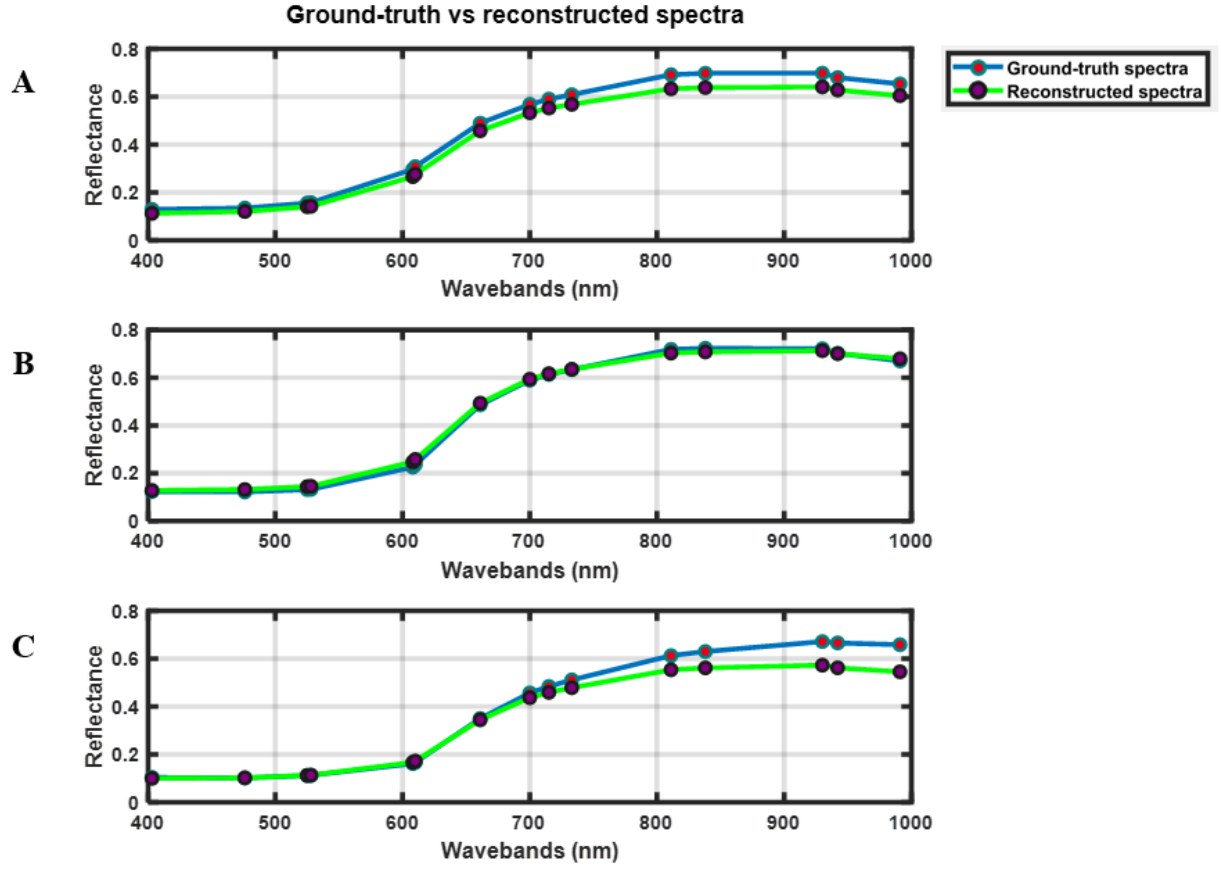 Ground-truth vs reconstructed spectra
A
Reflectance
0.8
0.6
0.4
0.2
0
400 500 600 700 800 900 1000
Wavebands (nm)
Ground-truth spectra
Reconstructed spectra
B
Reflectance
0.8
0.6
0.4
0.2
0
400 500 600 700 800 900 1000
Wavebands (nm)
C
Reflectance
0.8
0.6
0.4
0.2
0
400 500 600 700 800 900 1000
Wavebands (nm)